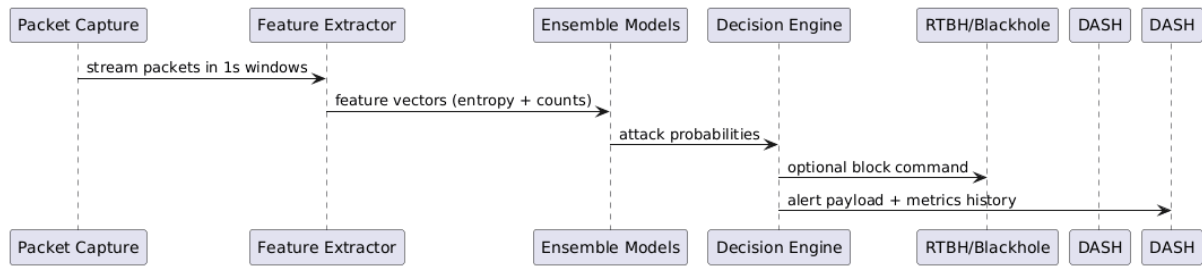 Packet Capture
Feature Extractor
Ensemble Models
Decision Engine
RTBH/Blackhole
DASH
DASH
stream packets in 1s windows
feature vectors (entropy + counts)
attack probabilities
optional block command
alert payload + metrics history
Packet Capture
Feature Extractor
Ensemble Models
Decision Engine
RTBH/Blackhole
DASH
DASH